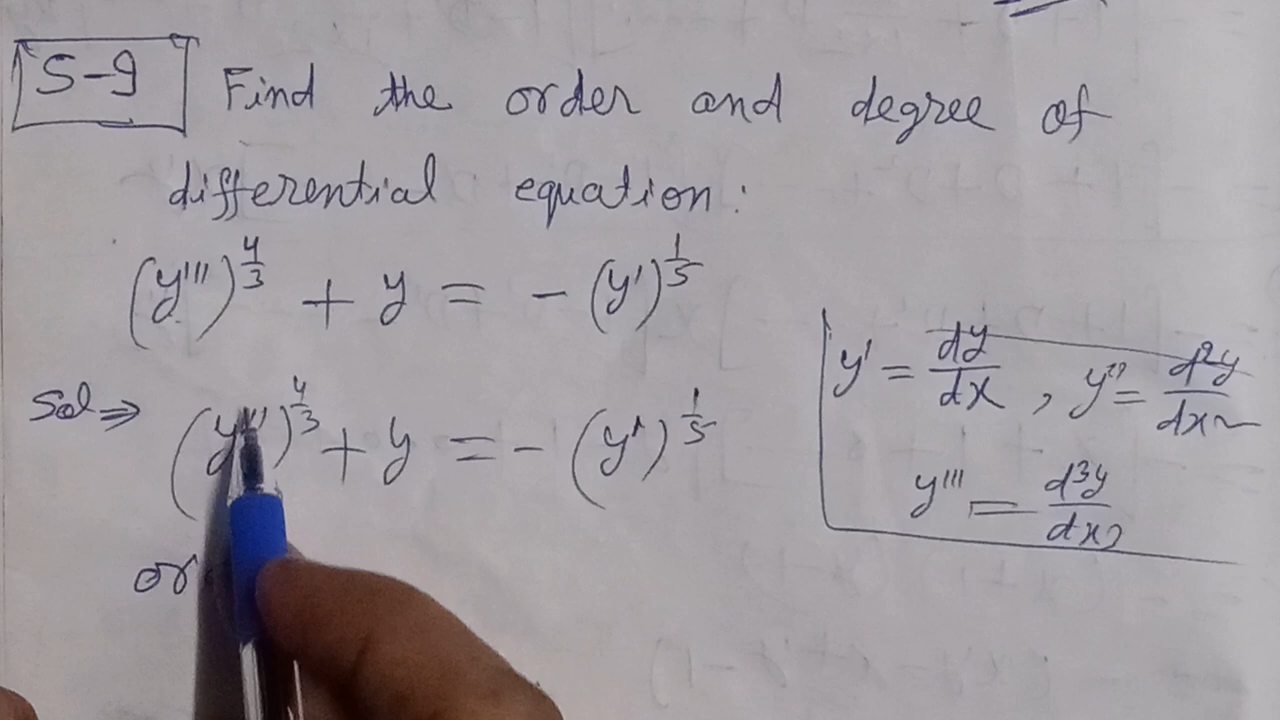 S-9 Find the order and degree of
differential equation:
(y''')^{4/3} + y = - (y')^{1/5}
Sol ⇒ (y''')^{4/3} + y = - (y')^{1/5}
y' = dy/dx , y'' = d²y/dx²
y''' = d³y/dx³
or